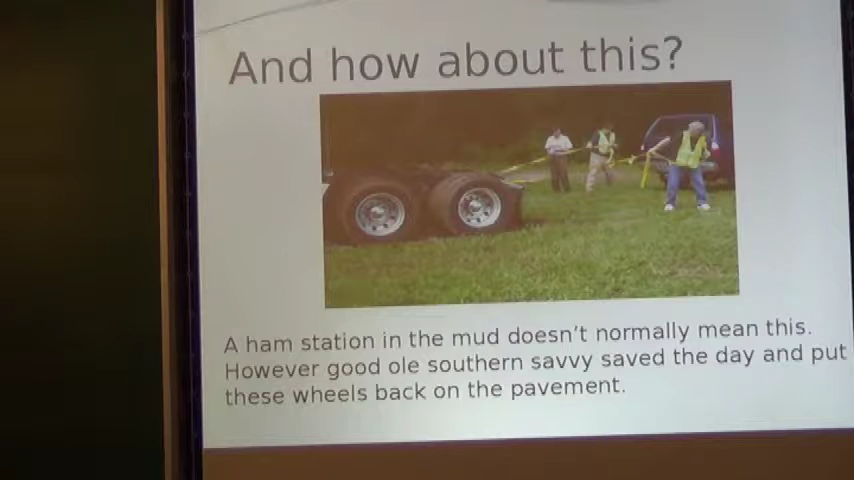 And how about this?
A ham station in the mud doesn't normally mean this.
However good ole southern savvy saved the day and put
these wheels back on the pavement.